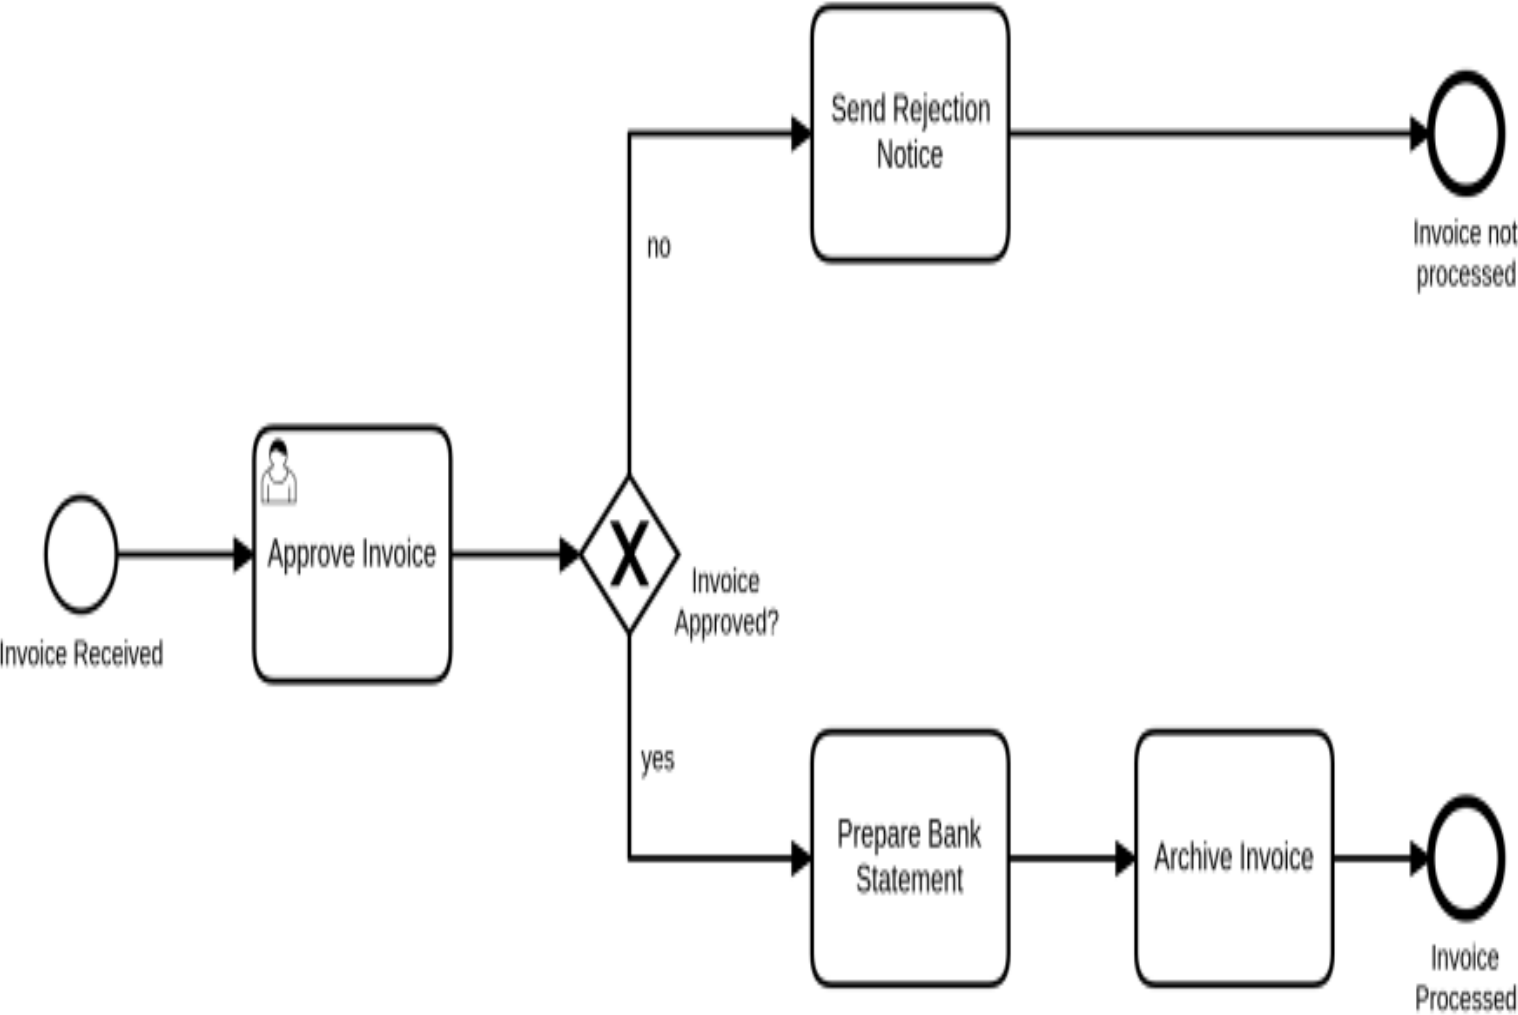 Send Rejection
Notice
Invoice not
processed
no
Approve Invoice
Invoice Received
X
Invoice
Approved?
yes
Prepare Bank
Statement
Archive Invoice
Invoice
Processed